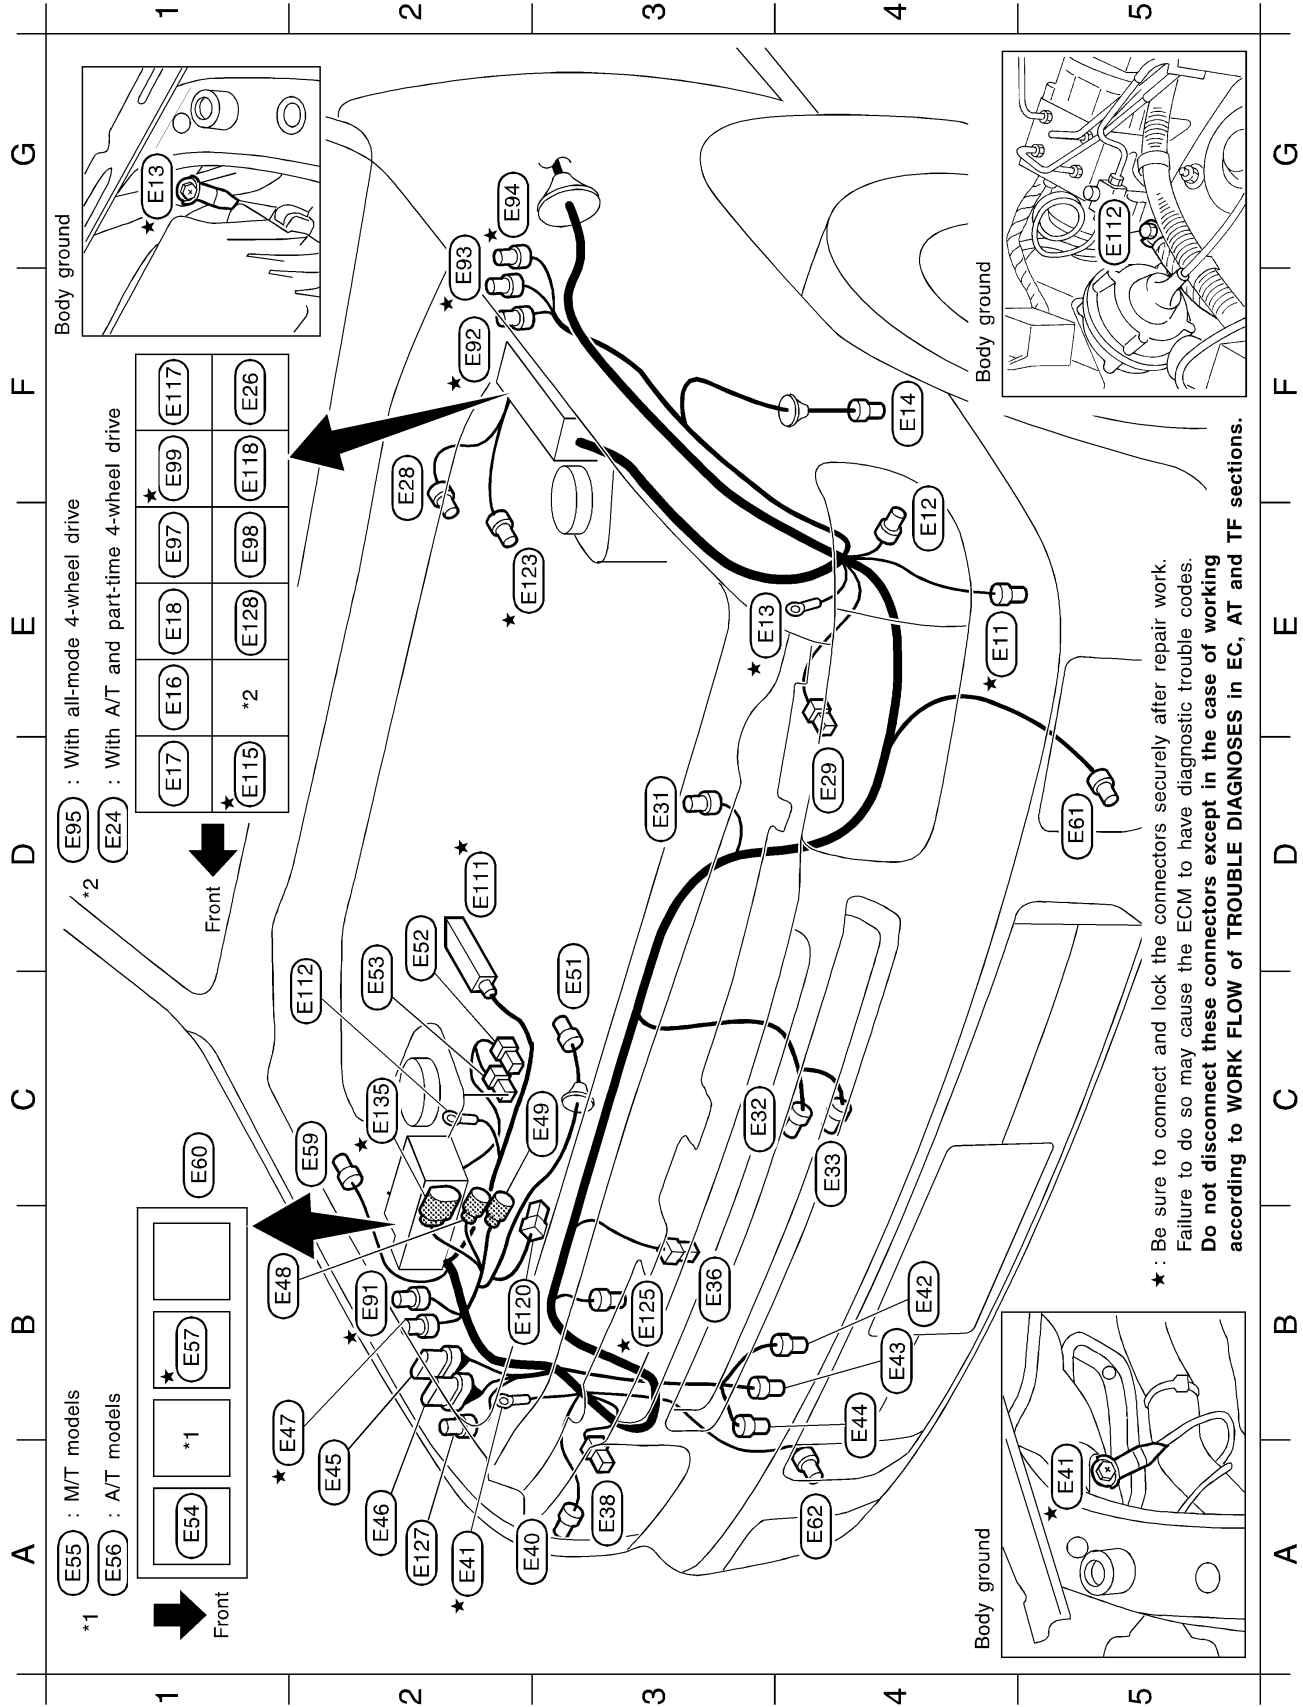 A B C D E F G
1
2
3
4
5
*1
E55 : M/T models
E56 : A/T models
Front
E54
*1
★ E57
E60
*2
E95 : With all-mode 4-wheel drive
E24 : With A/T and part-time 4-wheel drive
Front
E17 E16 E18 E97 ★ E99 E117
★ E115 *2 E128 E98 E118 E26
Body ground
★ E13
E59
★ E135
E112
E53
E52
★ E111
E28
★ E123
★ E92
★ E93
★ E94
E48
★ E91
★ E47
E45
E46
E127
★ E41
E40
E38
E120
E49
E51
★ E125
E36
E31
E32
E33
E29
★ E13
E12
★ E11
E14
E61
E62
E44
E43
E42
Body ground
★ E41
★ : Be sure to connect and lock the connectors securely after repair work.
Failure to do so may cause the ECM to have diagnostic trouble codes.
Do not disconnect these connectors except in the case of working
according to WORK FLOW of TROUBLE DIAGNOSES in EC, AT and TF sections.
Body ground
E112
A B C D E F G
1
2
3
4
5